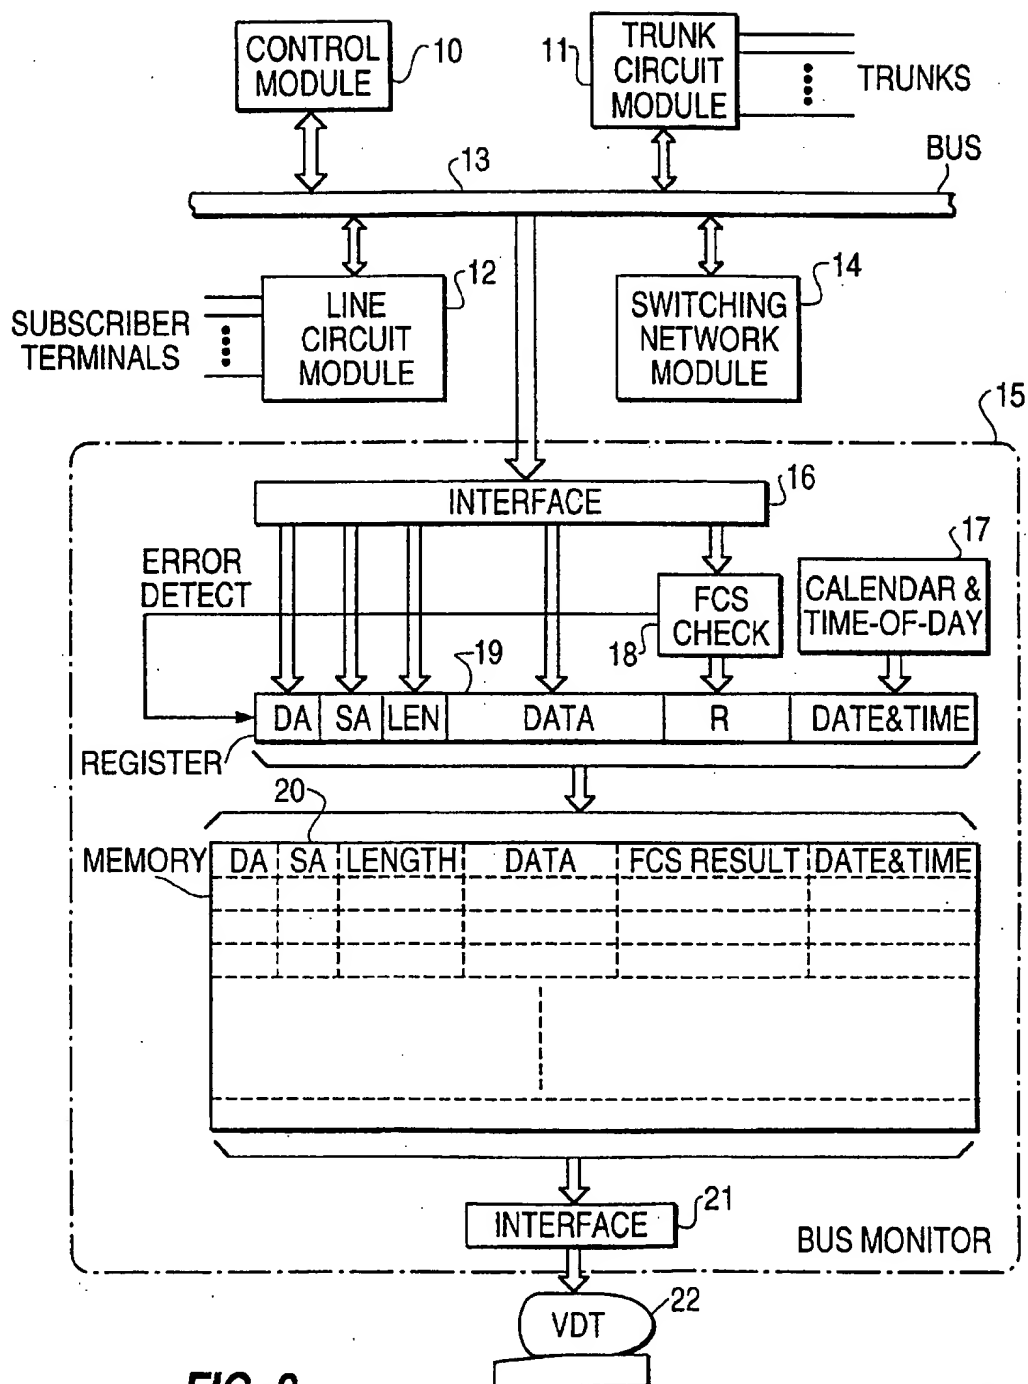 CONTROL
MODULE
10
11
TRUNK
CIRCUIT
MODULE
TRUNKS
13
BUS
SUBSCRIBER
TERMINALS
LINE
CIRCUIT
MODULE
12
SWITCHING
NETWORK
MODULE
14
15
INTERFACE
16
17
ERROR
DETECT
FCS
CHECK
18
CALENDAR &
TIME-OF-DAY
19
DA SA LEN DATA R DATE&TIME
REGISTER
20
MEMORY
DA SA LENGTH DATA FCS RESULT DATE&TIME
INTERFACE
21
BUS MONITOR
VDT
22
FIG.